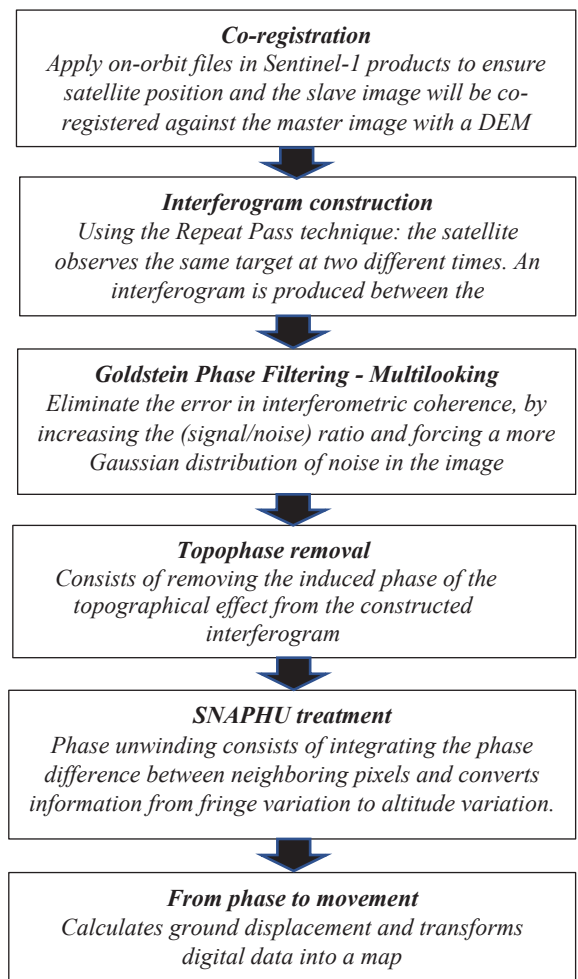 Co-registration
Apply on-orbit files in Sentinel-1 products to ensure
satellite position and the slave image will be co-
registered against the master image with a DEM
Interferogram construction
Using the Repeat Pass technique: the satellite
observes the same target at two different times. An
interferogram is produced between the
Goldstein Phase Filtering - Multilooking
Eliminate the error in interferometric coherence, by
increasing the (signal/noise) ratio and forcing a more
Gaussian distribution of noise in the image
Topophase removal
Consists of removing the induced phase of the
topographical effect from the constructed
interferogram
SNAPHU treatment
Phase unwinding consists of integrating the phase
difference between neighboring pixels and converts
information from fringe variation to altitude variation.
From phase to movement
Calculates ground displacement and transforms
digital data into a map